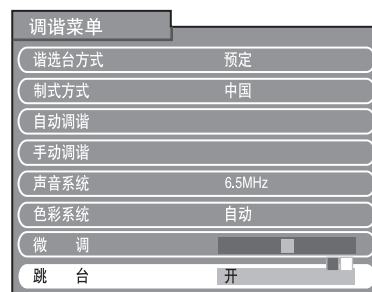 调谐菜单
谐选台方式 预定
制式方式 中国
自动调谐
手动调谐
声音系统 6.5MHz
色彩系统 自动
微 调
跳 台 开